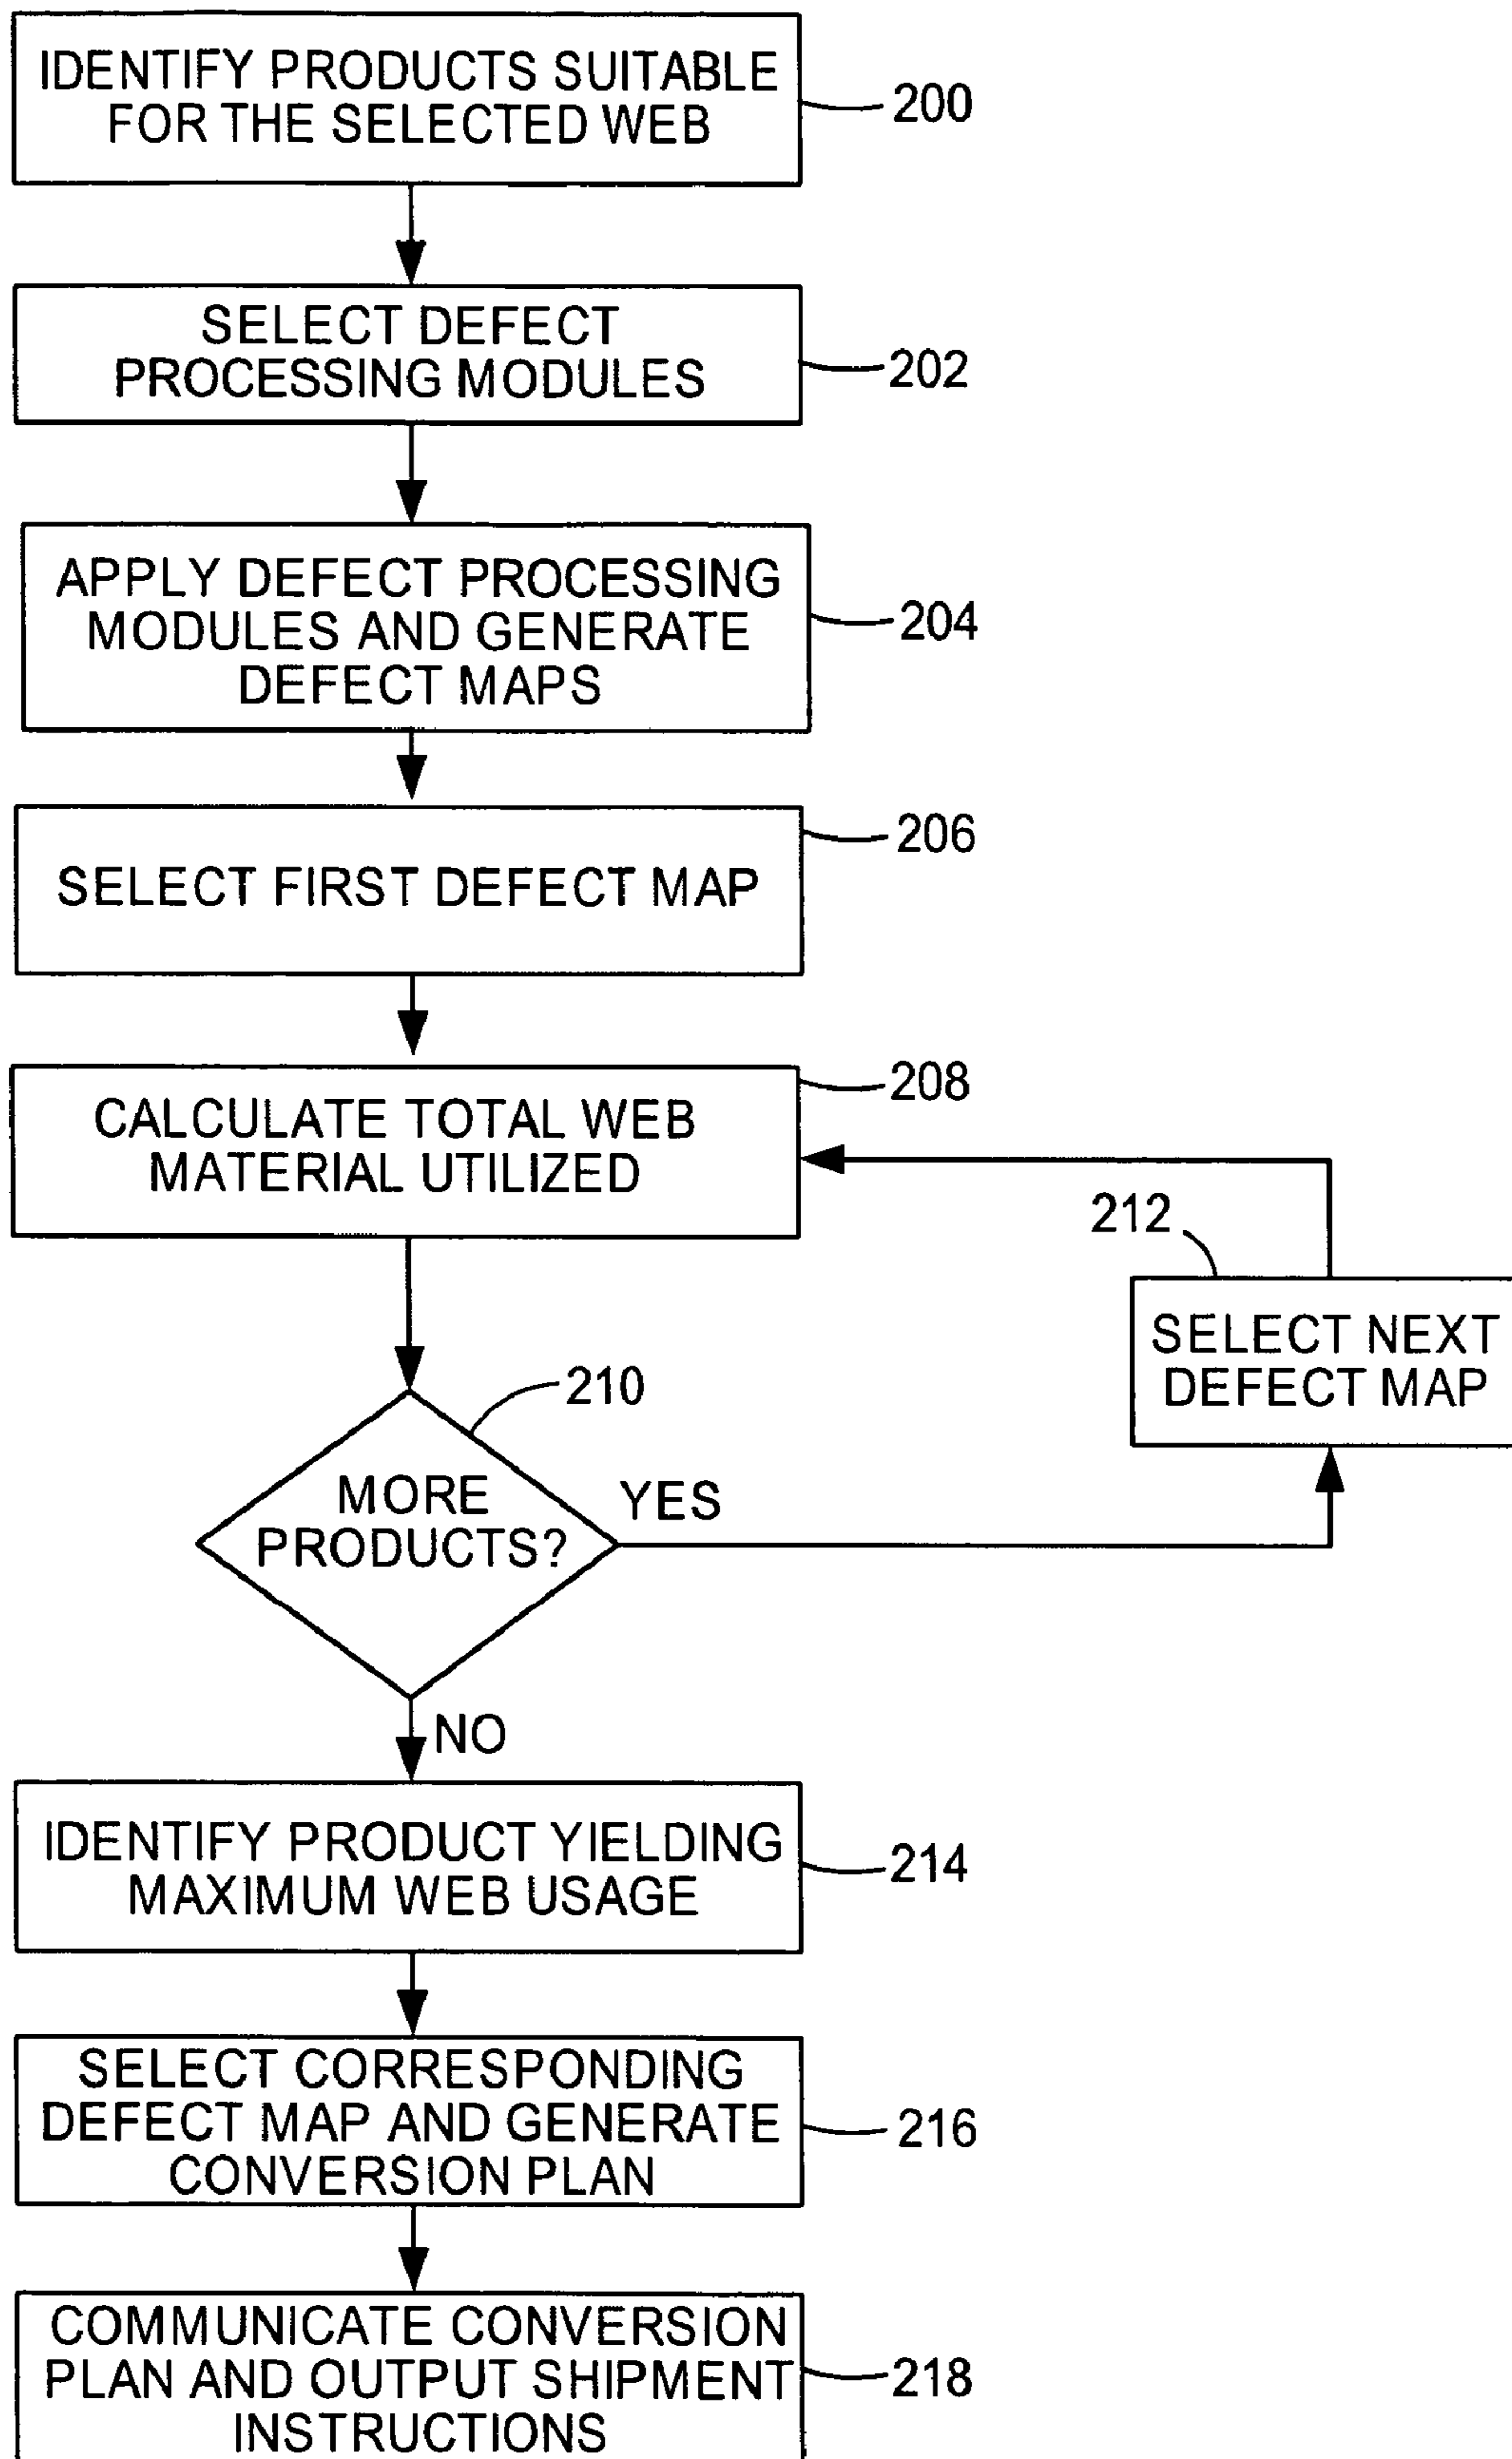 IDENTIFY PRODUCTS SUITABLE
FOR THE SELECTED WEB
200
SELECT DEFECT
PROCESSING MODULES
202
APPLY DEFECT PROCESSING
MODULES AND GENERATE
DEFECT MAPS
204
SELECT FIRST DEFECT MAP
206
CALCULATE TOTAL WEB
MATERIAL UTILIZED
208
212
SELECT NEXT
DEFECT MAP
210
MORE
PRODUCTS?
YES
NO
IDENTIFY PRODUCT YIELDING
MAXIMUM WEB USAGE
214
SELECT CORRESPONDING
DEFECT MAP AND GENERATE
CONVERSION PLAN
216
COMMUNICATE CONVERSION
PLAN AND OUTPUT SHIPMENT
INSTRUCTIONS
218